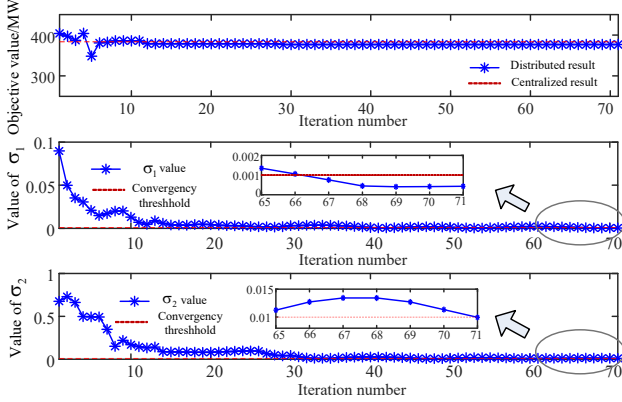 Objective value/MW
400
300
Distributed result
Centralized result
10 20 30 40 50 60 70
Iteration number
Value of σ1
0.1
0.05
0
σ1 value
Convergency
threshhold
0.002
0.001
0
65 66 67 68 69 70 71
10 20 30 40 50 60 70
Iteration number
Value of σ2
1
0.5
0
σ2 value
Convergency
threshhold
0.015
0.01
65 66 67 68 69 70 71
10 20 30 40 50 60 70
Iteration number